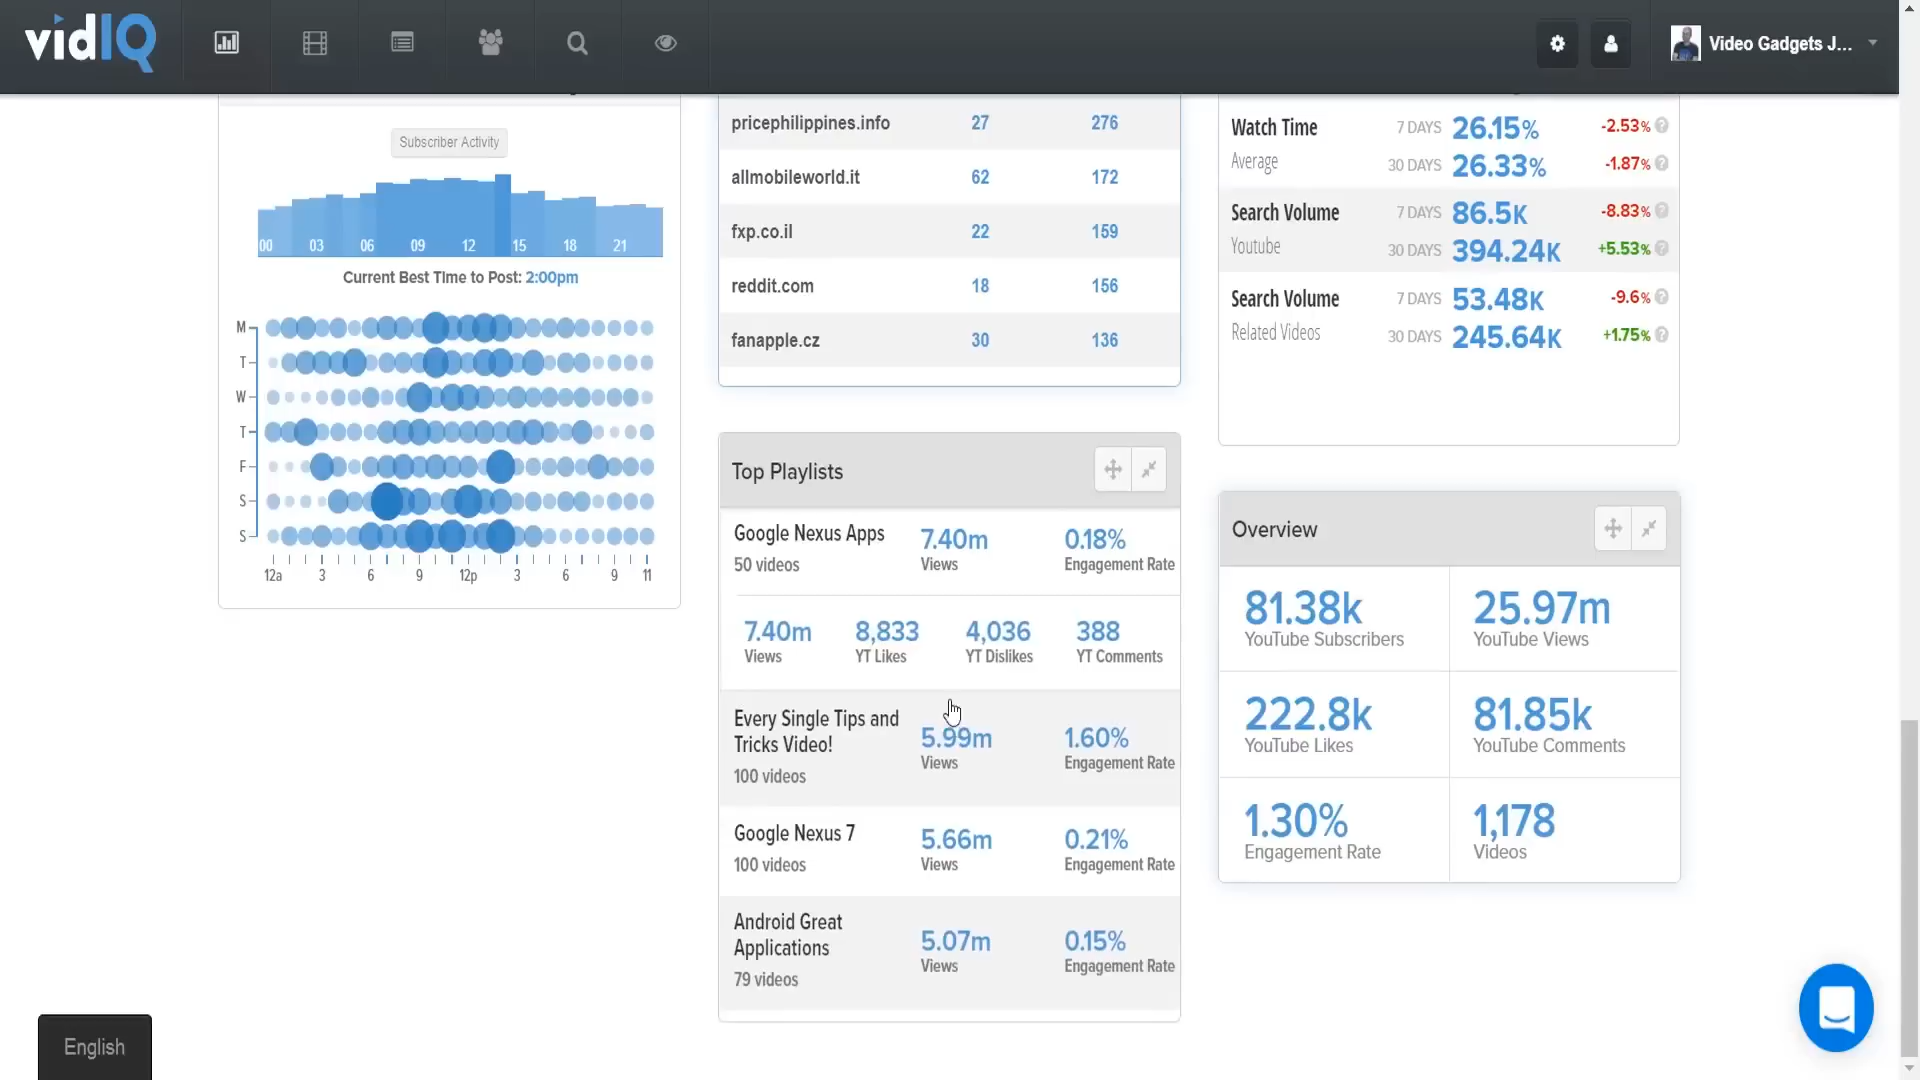 vidIQ
Video Gadgets J...
Subscriber Activity
00 03 06 09 12 15 18 21
Current Best Time to Post: 2:00pm
M
T
W
T
F
S
S
12a 3 6 9 12p 3 6 9 11
pricephilippines.info 27 276
allmobileworld.it 62 172
fxp.co.il 22 159
reddit.com 18 156
fanapple.cz 30 136
Top Playlists
Google Nexus Apps 7.40m 0.18%
50 videos Views Engagement Rate
7.40m 8,833 4,036 388
Views YT Likes YT Dislikes YT Comments
Every Single Tips and
Tricks Video! 5.99m 1.60%
100 videos Views Engagement Rate
Google Nexus 7 5.66m 0.21%
100 videos Views Engagement Rate
Android Great
Applications 5.07m 0.15%
79 videos Views Engagement Rate
Watch Time 7 DAYS 26.15% -2.53% ?
Average 30 DAYS 26.33% -1.87% ?
Search Volume 7 DAYS 86.5K -8.83% ?
Youtube 30 DAYS 394.24K +5.53% ?
Search Volume 7 DAYS 53.48K -9.6% ?
Related Videos 30 DAYS 245.64K +1.75% ?
Overview
81.38k 25.97m
YouTube Subscribers YouTube Views
222.8k 81.85k
YouTube Likes YouTube Comments
1.30% 1,178
Engagement Rate Videos
English